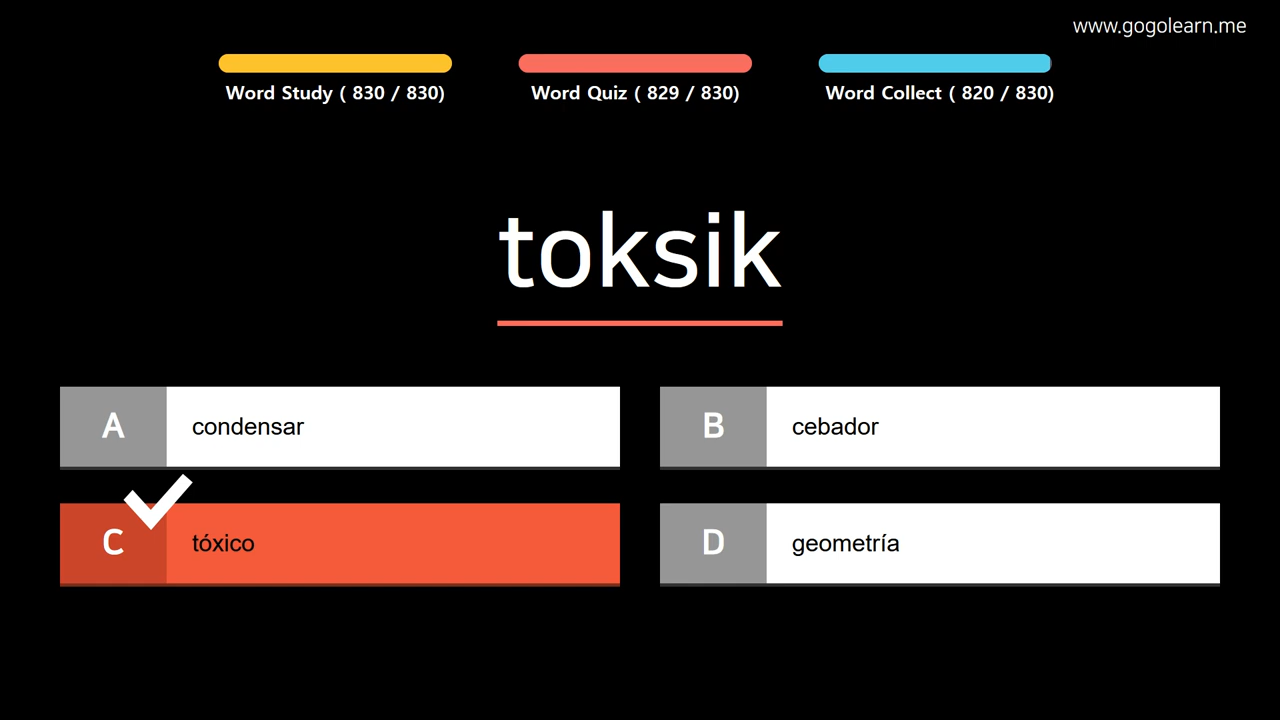 www.gogolearn.me
Word Study ( 830 / 830)
Word Quiz ( 829 / 830)
Word Collect ( 820 / 830)
toksik
A condensar
B cebador
C tóxico
D geometría